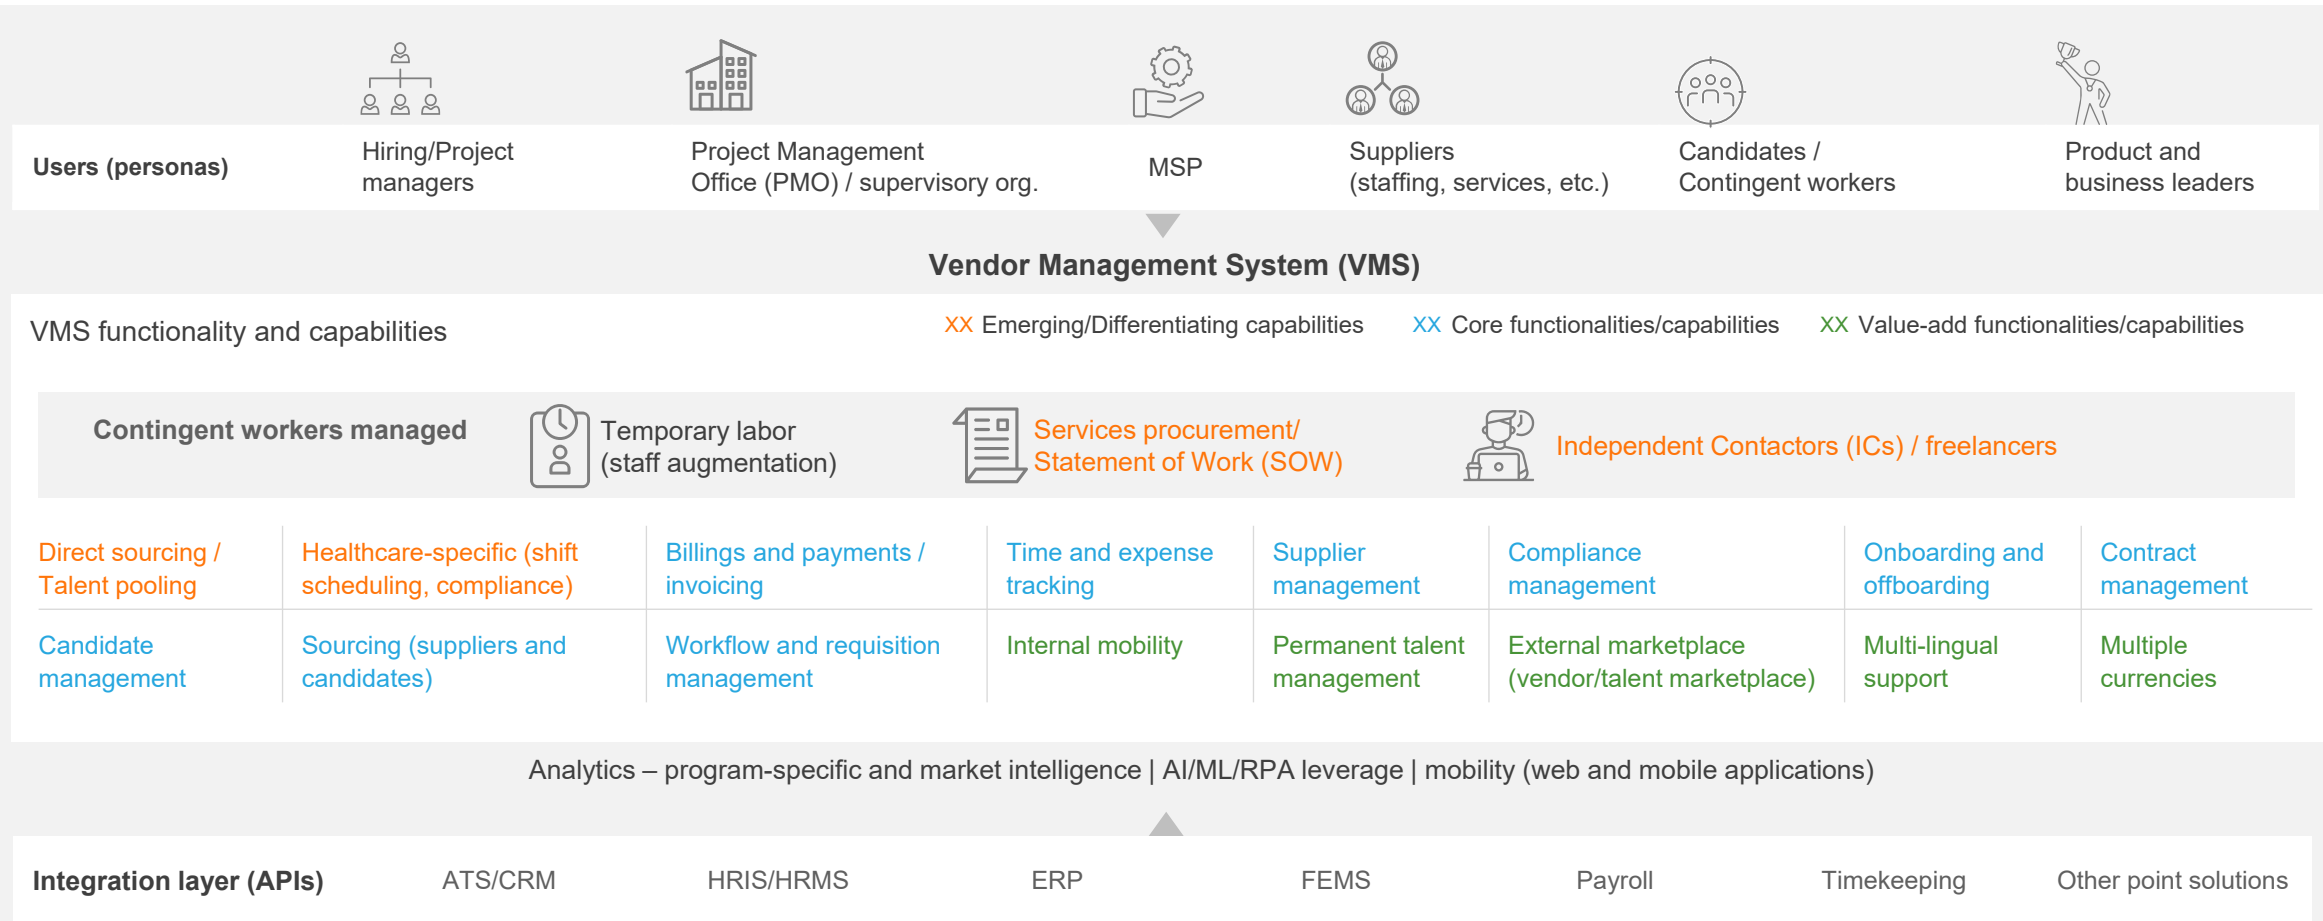 Users (personas)
Hiring/Project
managers
Project Management
Office (PMO) / supervisory org.
MSP
Suppliers
(staffing, services, etc.)
Candidates /
Contingent workers
Product and
business leaders
Vendor Management System (VMS)
VMS functionality and capabilities
XX Emerging/Differentiating capabilities
XX Core functionalities/capabilities
XX Value-add functionalities/capabilities
Contingent workers managed
Temporary labor
(staff augmentation)
Services procurement/
Statement of Work (SOW)
Independent Contactors (ICs) / freelancers
Direct sourcing /
Talent pooling
Healthcare-specific (shift
scheduling, compliance)
Billings and payments /
invoicing
Time and expense
tracking
Supplier
management
Compliance
management
Onboarding and
offboarding
Contract
management
Candidate
management
Sourcing (suppliers and
candidates)
Workflow and requisition
management
Internal mobility
Permanent talent
management
External marketplace
(vendor/talent marketplace)
Multi-lingual
support
Multiple
currencies
Analytics – program-specific and market intelligence | AI/ML/RPA leverage | mobility (web and mobile applications)
Integration layer (APIs)
ATS/CRM
HRIS/HRMS
ERP
FEMS
Payroll
Timekeeping
Other point solutions